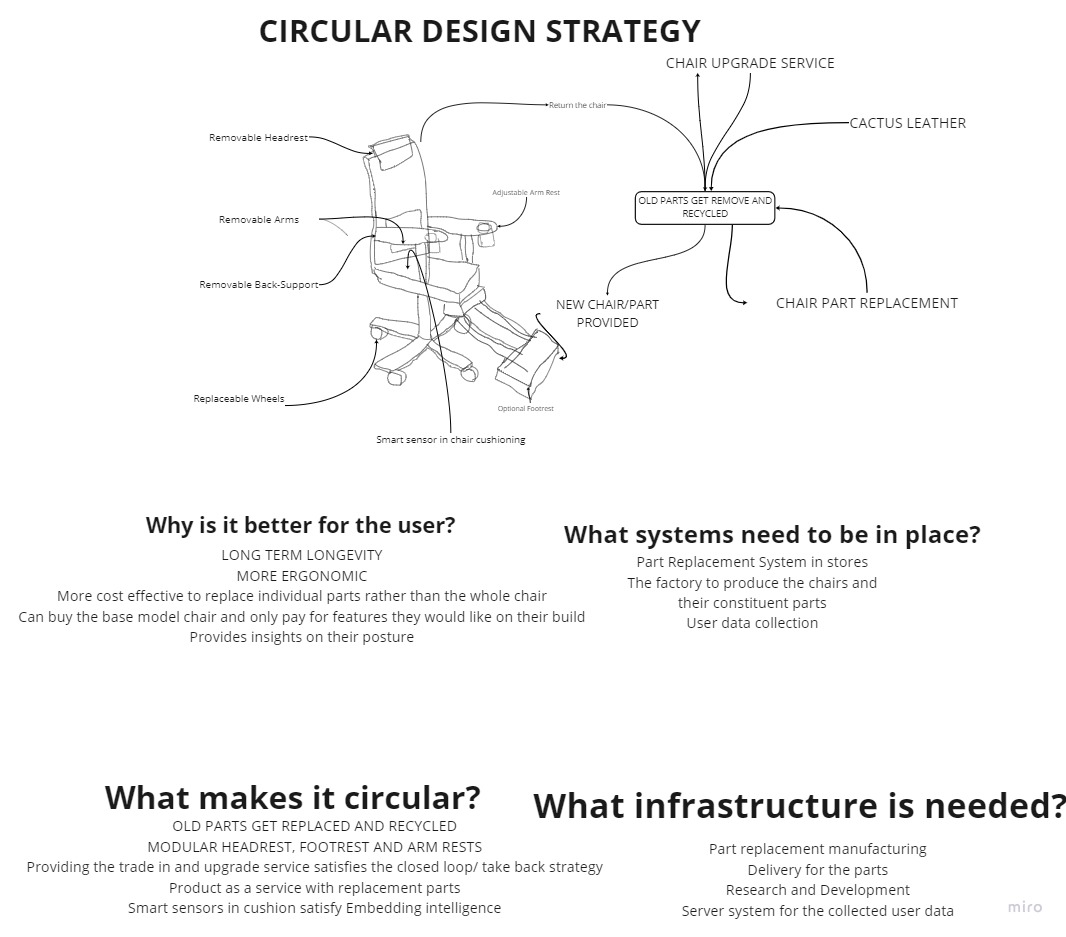 CIRCULAR DESIGN STRATEGY
CHAIR UPGRADE SERVICE
Return the chair
CACTUS LEATHER
Removable Headrest
Adjustable Arm Rest
OLD PARTS GET REMOVE AND
RECYCLED
Removable Arms
Removable Back-Support
NEW CHAIR/PART
PROVIDED
CHAIR PART REPLACEMENT
Replaceable Wheels
Optional Footrest
Smart sensor in chair cushioning
Why is it better for the user?
LONG TERM LONGEVITY
MORE ERGONOMIC
More cost effective to replace individual parts rather than the whole chair
Can buy the base model chair and only pay for features they would like on their build
Provides insights on their posture
What systems need to be in place?
Part Replacement System in stores
The factory to produce the chairs and
their constituent parts
User data collection
What makes it circular?
OLD PARTS GET REPLACED AND RECYCLED
MODULAR HEADREST, FOOTREST AND ARM RESTS
Providing the trade in and upgrade service satisfies the closed loop/ take back strategy
Product as a service with replacement parts
Smart sensors in cushion satisfy Embedding intelligence
What infrastructure is needed?
Part replacement manufacturing
Delivery for the parts
Research and Development
Server system for the collected user data
miro